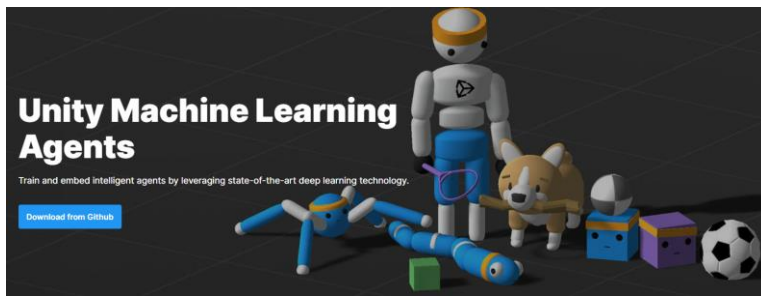 Unity Machine Learning
Agents
Train and embed intelligent agents by leveraging state-of-the-art deep learning technology.
Download from Github